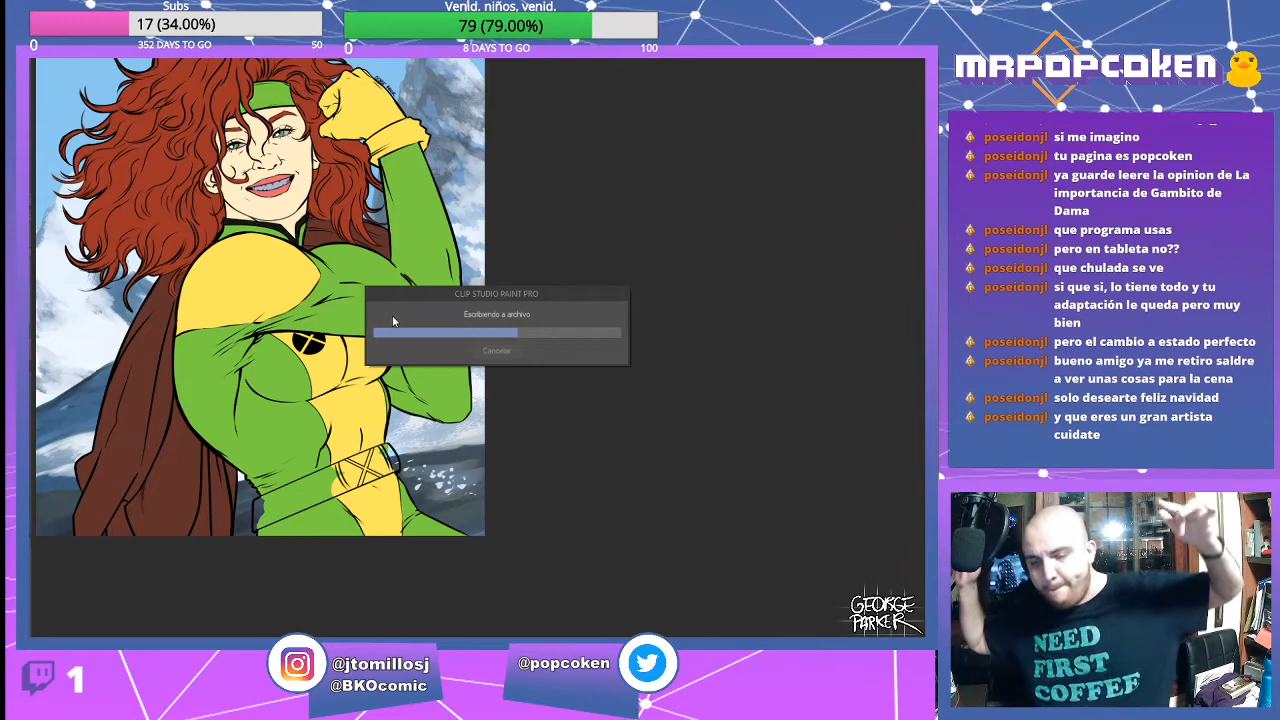 Subs
17 (34.00%)
0
352 DAYS TO GO
50
Venid, niños, venid.
79 (79.00%)
0
8 DAYS TO GO
100
CLIP STUDIO PAINT PRO
Escribiendo a archivo
Cancelar
GEORGE
PARKER
MRPOPCOKEN
poseidonjl si me imagino
poseidonjl tu pagina es popcoken
poseidonjl ya guarde leere la opinion de La
importancia de Gambito de
Dama
poseidonjl que programa usas
poseidonjl pero en tableta no??
poseidonjl que chulada se ve
poseidonjl si que si, lo tiene todo y tu
adaptación le queda pero muy
bien
poseidonjl pero el cambio a estado perfecto
poseidonjl bueno amigo ya me retiro saldre
a ver unas cosas para la cena
poseidonjl solo desearte feliz navidad
poseidonjl y que eres un gran artista
cuidate
NEED
FIRST
COFFEE
1
@jtomillosj
@BKOcomic
@popcoken